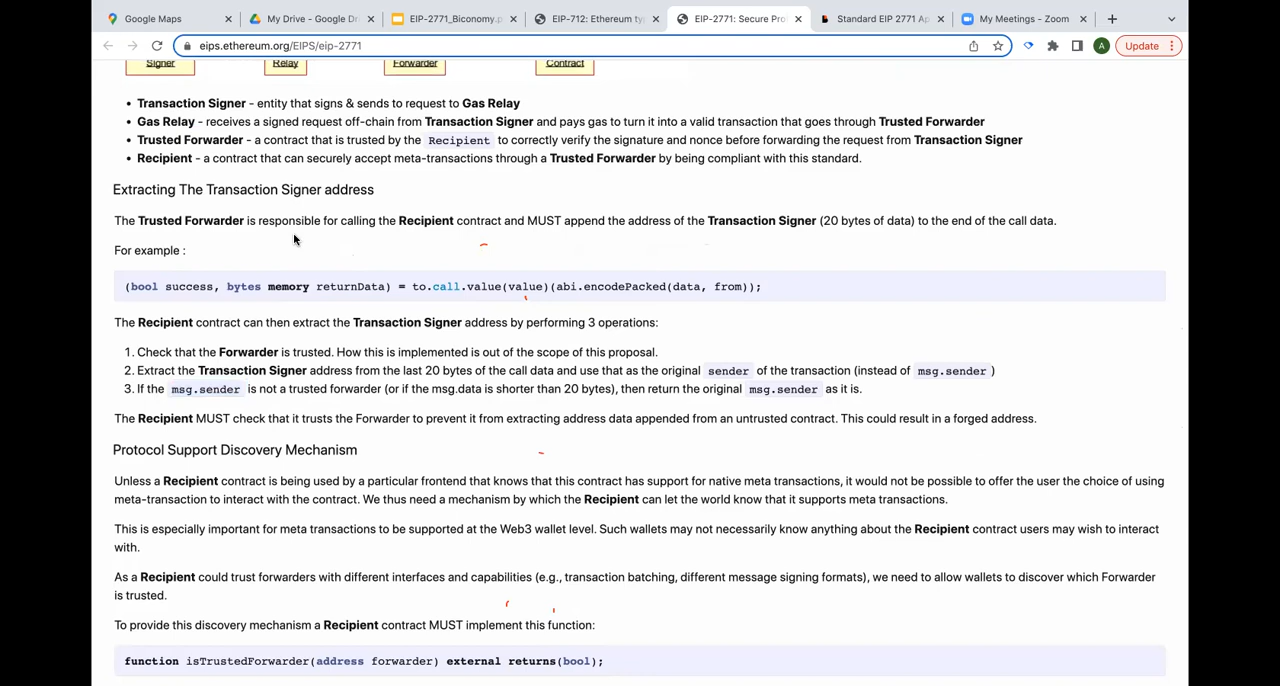 Google Maps
My Drive - Google Dr
EIP-2771_Biconomy.p
EIP-712: Ethereum ty
EIP-2771: Secure Pro
Standard EIP 2771 Ap
My Meetings - Zoom
eips.ethereum.org/EIPS/eip-2771
A
Update
Signer Relay Forwarder Contract
• Transaction Signer - entity that signs & sends to request to Gas Relay
• Gas Relay - receives a signed request off-chain from Transaction Signer and pays gas to turn it into a valid transaction that goes through Trusted Forwarder
• Trusted Forwarder - a contract that is trusted by the Recipient to correctly verify the signature and nonce before forwarding the request from Transaction Signer
• Recipient - a contract that can securely accept meta-transactions through a Trusted Forwarder by being compliant with this standard.
Extracting The Transaction Signer address
The Trusted Forwarder is responsible for calling the Recipient contract and MUST append the address of the Transaction Signer (20 bytes of data) to the end of the call data.
For example :
(bool success, bytes memory returnData) = to.call.value(value)(abi.encodePacked(data, from));
The Recipient contract can then extract the Transaction Signer address by performing 3 operations:
1. Check that the Forwarder is trusted. How this is implemented is out of the scope of this proposal.
2. Extract the Transaction Signer address from the last 20 bytes of the call data and use that as the original sender of the transaction (instead of msg.sender )
3. If the msg.sender is not a trusted forwarder (or if the msg.data is shorter than 20 bytes), then return the original msg.sender as it is.
The Recipient MUST check that it trusts the Forwarder to prevent it from extracting address data appended from an untrusted contract. This could result in a forged address.
Protocol Support Discovery Mechanism
Unless a Recipient contract is being used by a particular frontend that knows that this contract has support for native meta transactions, it would not be possible to offer the user the choice of using
meta-transaction to interact with the contract. We thus need a mechanism by which the Recipient can let the world know that it supports meta transactions.
This is especially important for meta transactions to be supported at the Web3 wallet level. Such wallets may not necessarily know anything about the Recipient contract users may wish to interact
with.
As a Recipient could trust forwarders with different interfaces and capabilities (e.g., transaction batching, different message signing formats), we need to allow wallets to discover which Forwarder
is trusted.
To provide this discovery mechanism a Recipient contract MUST implement this function:
function isTrustedForwarder(address forwarder) external returns(bool);